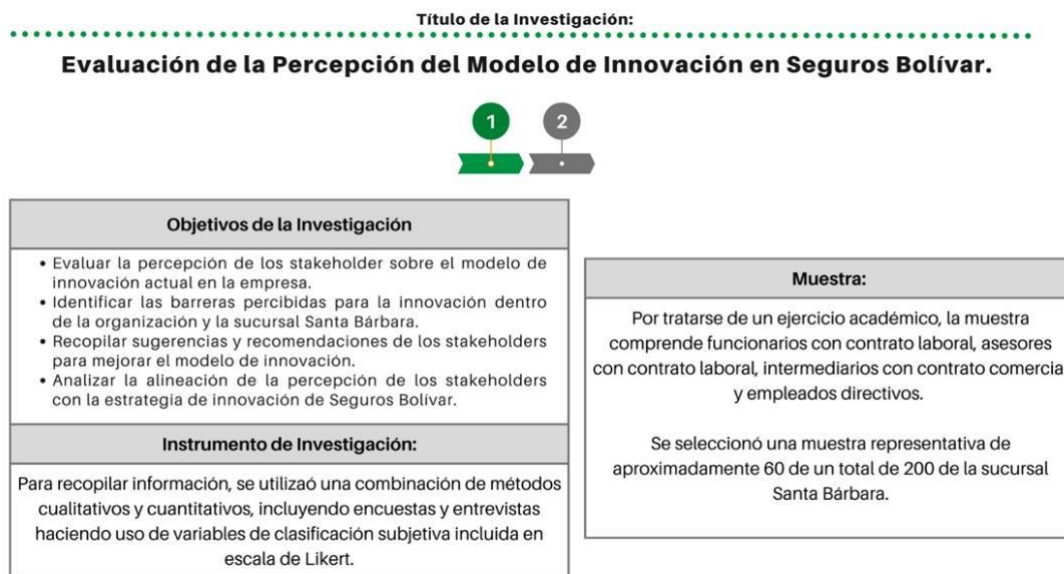 Título de la Investigación:
Evaluación de la Percepción del Modelo de Innovación en Seguros Bolívar.
1
2
Objetivos de la Investigación
• Evaluar la percepción de los stakeholder sobre el modelo de
innovación actual en la empresa.
• Identificar las barreras percibidas para la innovación dentro
de la organización y la sucursal Santa Bárbara.
• Recopilar sugerencias y recomendaciones de los stakeholders
para mejorar el modelo de innovación.
• Analizar la alineación de la percepción de los stakeholders
con la estrategia de innovación de Seguros Bolívar.
Instrumento de Investigación:
Para recopilar información, se utilizaó una combinación de métodos
cualitativos y cuantitativos, incluyendo encuestas y entrevistas
haciendo uso de variables de clasificación subjetiva incluida en
escala de Likert.
Muestra:
Por tratarse de un ejercicio académico, la muestra
comprende funcionarios con contrato laboral, asesores
con contrato laboral, intermediarios con contrato comercia
y empleados directivos.
Se seleccionó una muestra representativa de
aproximadamente 60 de un total de 200 de la sucursal
Santa Bárbara.